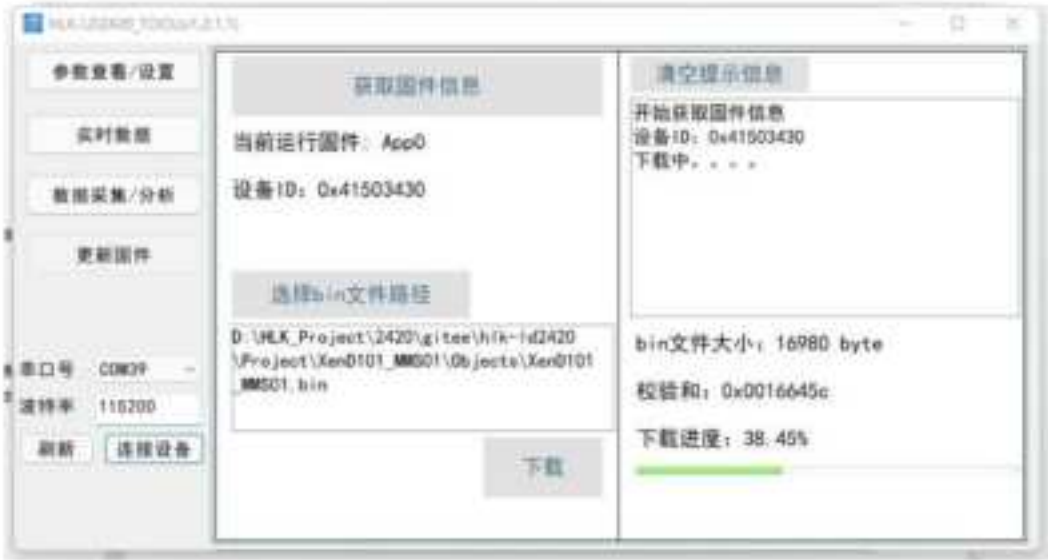 参数查看/设置
实时数据
数据采集/分析
更新固件
串口号 COM39
波特率 115200
刷新 连接设备
获取固件信息
当前运行固件: App0
设备ID: 0x41503430
选择bin文件路径
D:\HLK_Project\2420\gitee\hlk-ld2420
\Project\XenD101_MMS01\Objects\XenD101
_MMS01.bin
下载
清空提示信息
开始获取固件信息
设备ID: 0x41503430
下载中. . . .
bin文件大小: 16980 byte
校验和: 0x0016645c
下载进度: 38.45%